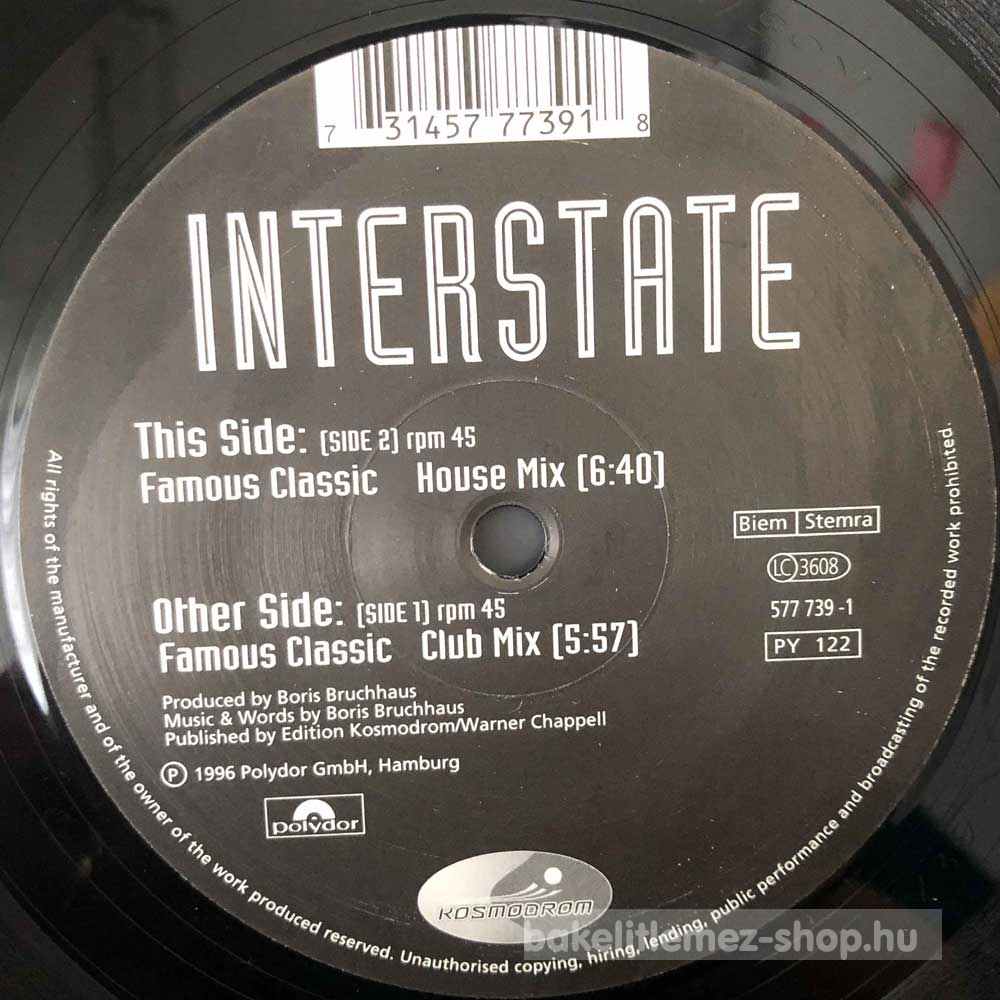 7 31457 77391 8
INTERSTATE
This Side: [SIDE 2] rpm 45
Famous Classic House Mix [6:40]
Biem Stemra
LC 3608
577 739 -1
PY 122
Other Side: [SIDE 1] rpm 45
Famous Classic Club Mix [5:57]
Produced by Boris Bruchhaus
Music & Words by Boris Bruchhaus
Published by Edition Kosmodrom/Warner Chappell
℗ 1996 Polydor GmbH, Hamburg
polydor
KOSMODROM
All rights of the manufacturer and of the owner of the work produced reserved. Unauthorised copying, hiring, lending, public performance and broadcasting of the recorded work prohibited.
bakelitlemez-shop.hu